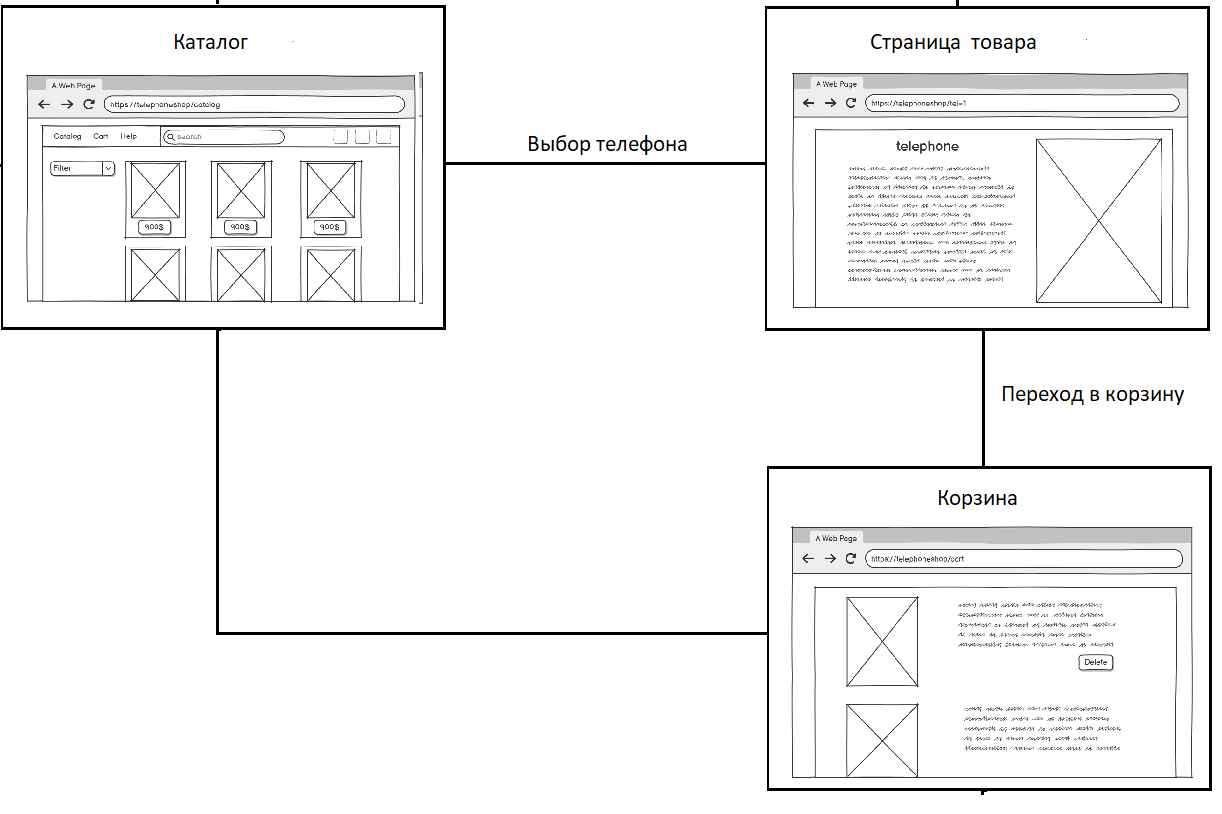 Каталог
A Web Page
https://telephoneshop/catalog
Catalog Cart Help search
Filter
900$ 900$ 900$
Выбор телефона
Страница товара
A Web Page
https://telephoneshop/tel=1
telephone
Переход в корзину
Корзина
A Web Page
https://telephoneshop/cart
Delete